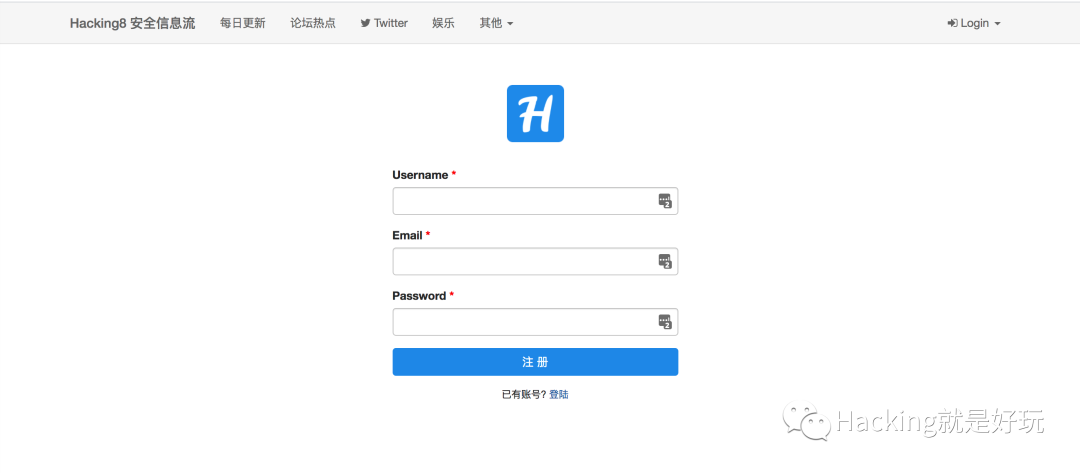 Hacking8 安全信息流 每日更新 论坛热点 Twitter 娱乐 其他 Login
H
Username *
Email *
Password *
注 册
已有账号? 登陆
Hacking就是好玩